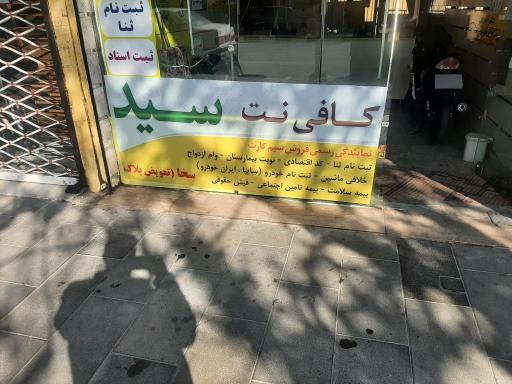 ثبت نام
ثنا
ثبت اسناد
کافی نت سید
نمایندگی رسمی فروش سیم کارت
ثبت نام ثنا - کد اقتصادی - نوبت بیمارستان - وام ازدواج
خلافی ماشین - ثبت نام خودرو (سایپا ، ایران خودرو)
بیمه سلامت - بیمه تامین اجتماعی - فیش حقوقی
سخا (تعویض پلاک